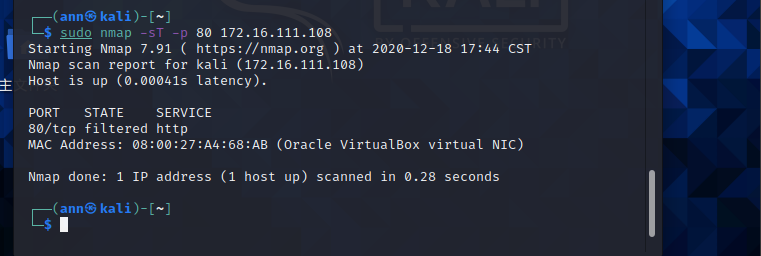 ┌──(ann㉿kali)-[~]
└─$ sudo nmap -sT -p 80 172.16.111.108
Starting Nmap 7.91 ( https://nmap.org ) at 2020-12-18 17:44 CST
Nmap scan report for kali (172.16.111.108)
Host is up (0.00041s latency).
主
PORT   STATE    SERVICE
80/tcp filtered http
MAC Address: 08:00:27:A4:68:AB (Oracle VirtualBox virtual NIC)
Nmap done: 1 IP address (1 host up) scanned in 0.28 seconds
┌──(ann㉿kali)-[~]
└─$